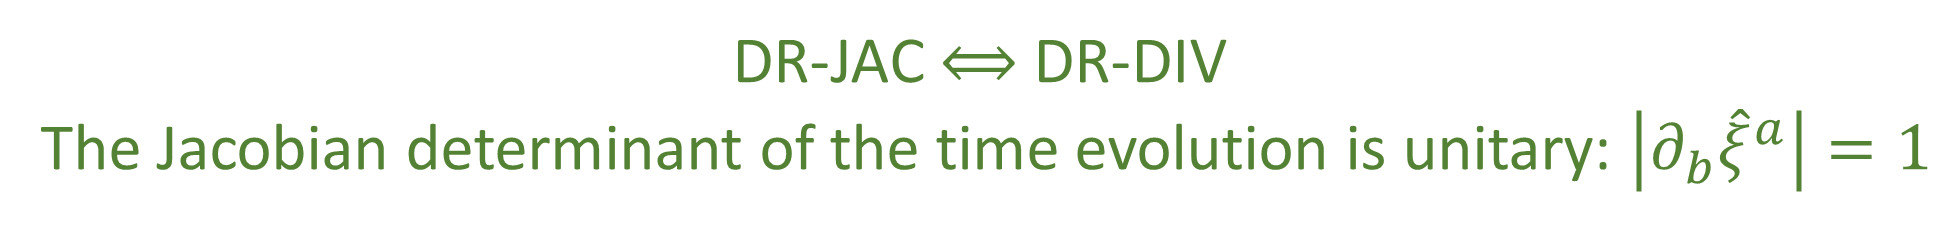 DR-JAC ⟺ DR-DIV
The Jacobian determinant of the time evolution is unitary: |∂_b ξ̂^a| = 1